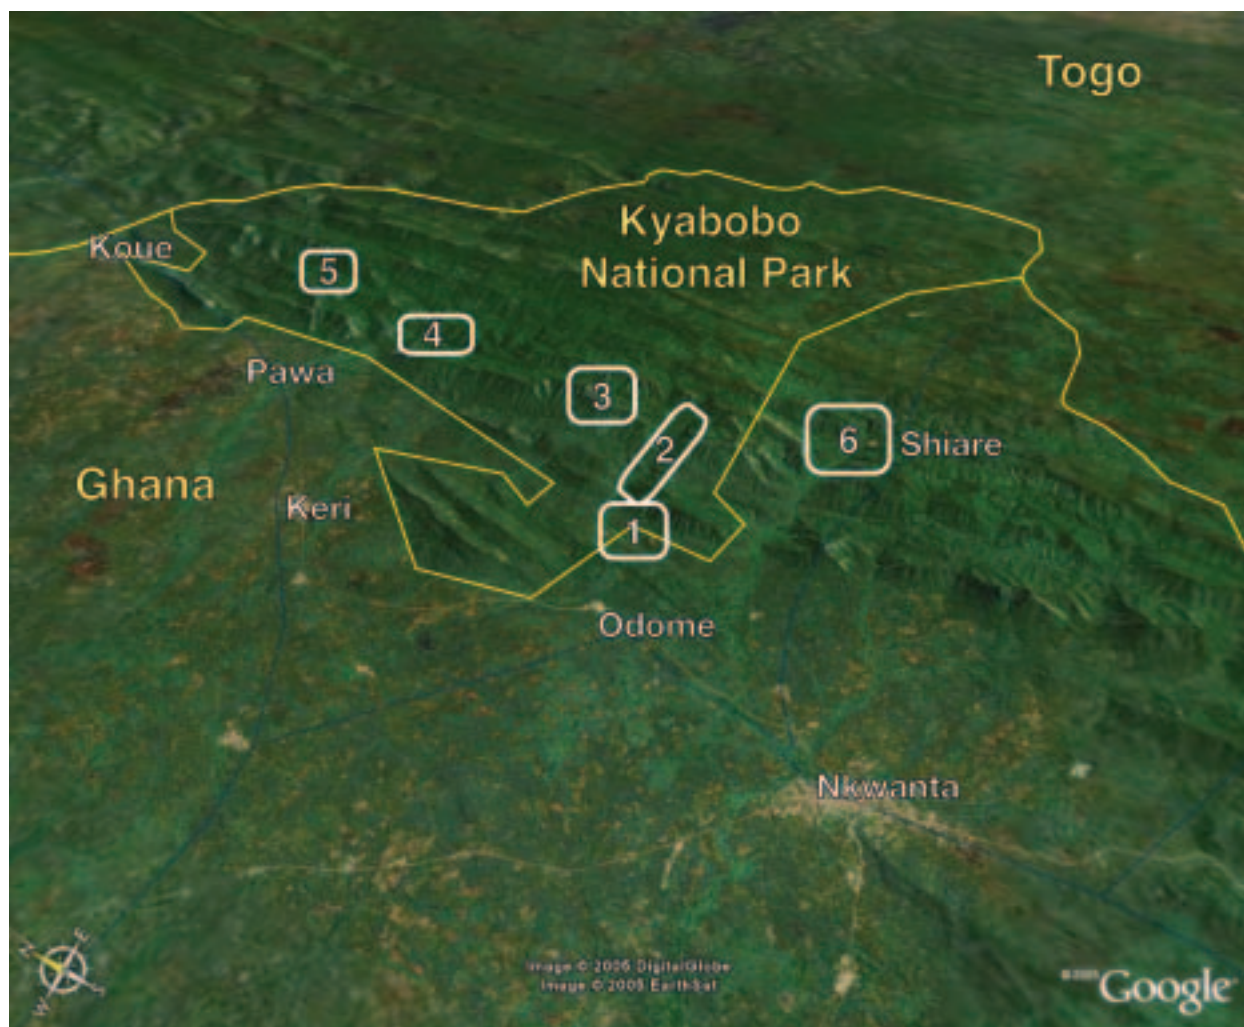 Togo
Kyabobo
National Park
Koue
5
4
Pawa
3
2
6
Shiare
Ghana
Keri
1
Odome
Nkwanta
N
E
W
S
Image © 2006 DigitalGlobe
Image © 2006 EarthSat
Google